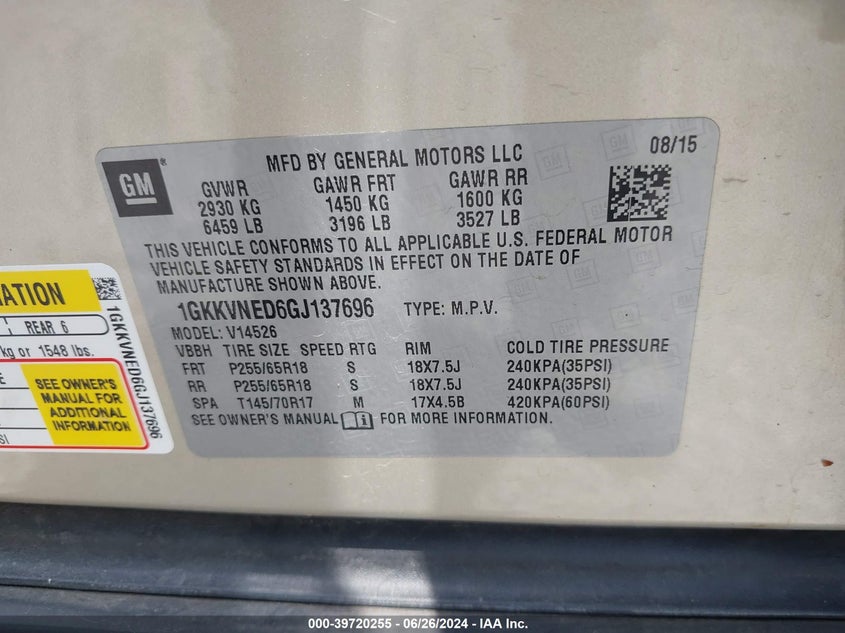 GM
®
MFD BY GENERAL MOTORS LLC
08/15
GVWR GAWR FRT GAWR RR
2930 KG 1450 KG 1600 KG
6459 LB 3196 LB 3527 LB
THIS VEHICLE CONFORMS TO ALL APPLICABLE U.S. FEDERAL MOTOR
VEHICLE SAFETY STANDARDS IN EFFECT ON THE DATE OF
MANUFACTURE SHOWN ABOVE.
1GKKVNED6GJ137696 TYPE: M.P.V.
MODEL: V14526
VBBH TIRE SIZE SPEED RTG RIM COLD TIRE PRESSURE
FRT P255/65R18 S 18X7.5J 240KPA(35PSI)
RR P255/65R18 S 18X7.5J 240KPA(35PSI)
SPA T145/70R17 M 17X4.5B 420KPA(60PSI)
SEE OWNER'S MANUAL FOR MORE INFORMATION.
MATION
REAR 6
kg or 1548 lbs.
SEE OWNER'S
MANUAL FOR
ADDITIONAL
INFORMATION
1GKKVNED6GJ137696
000-39720255 - 06/26/2024 - IAA Inc.